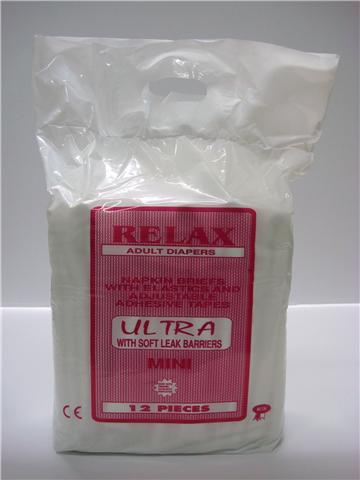 RELAX
ADULT DIAPERS
NAPKIN BRIEFS
WITH ELASTICS AND
ADJUSTABLE
ADHESIVE TAPES
ULTRA
WITH SOFT LEAK BARRIERS
MINI
12 PIECES
CE